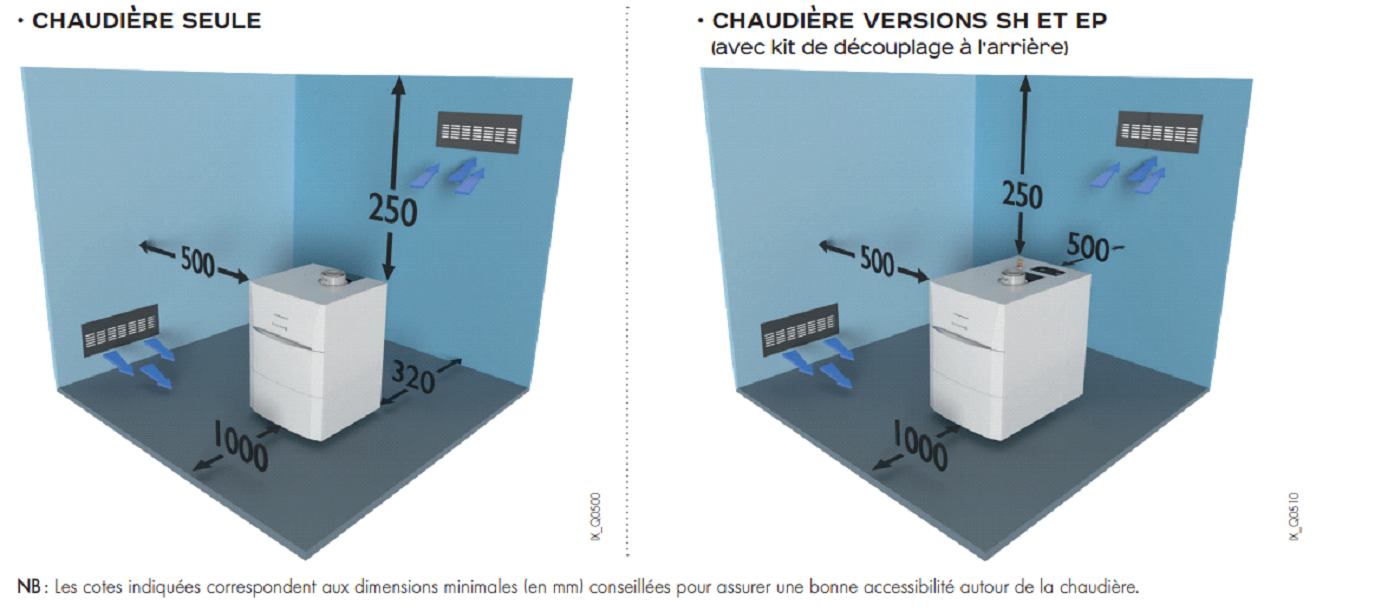 • CHAUDIÈRE SEULE
250
500
320
1000
IX_Q0500
• CHAUDIÈRE VERSIONS SH ET EP
(avec kit de découplage à l'arrière)
250
500
500
1000
IX_Q0510
NB : Les cotes indiquées correspondent aux dimensions minimales (en mm) conseillées pour assurer une bonne accessibilité autour de la chaudière.